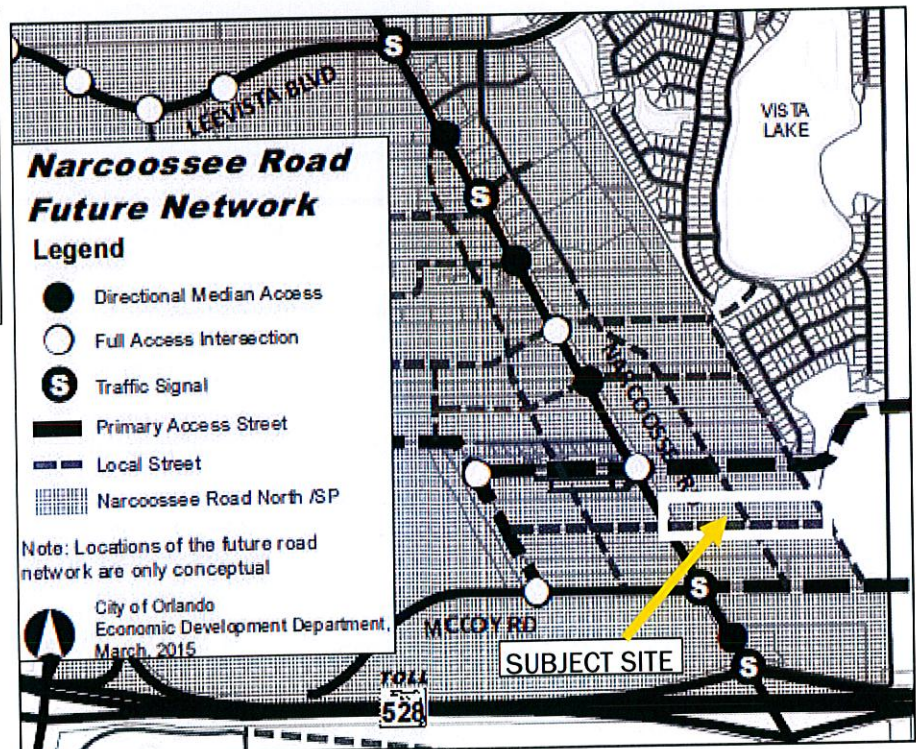 LEEVISTA BLVD
VISTA
LAKE
Narcoossee Road
Future Network
Legend
Directional Median Access
Full Access Intersection
S Traffic Signal
Primary Access Street
Local Street
Narcoossee Road North /SP
Note: Locations of the future road
network are only conceptual
City of Orlando
Economic Development Department,
March, 2015
S
S
S
S
MCCOY RD
SUBJECT SITE
TOLL
528